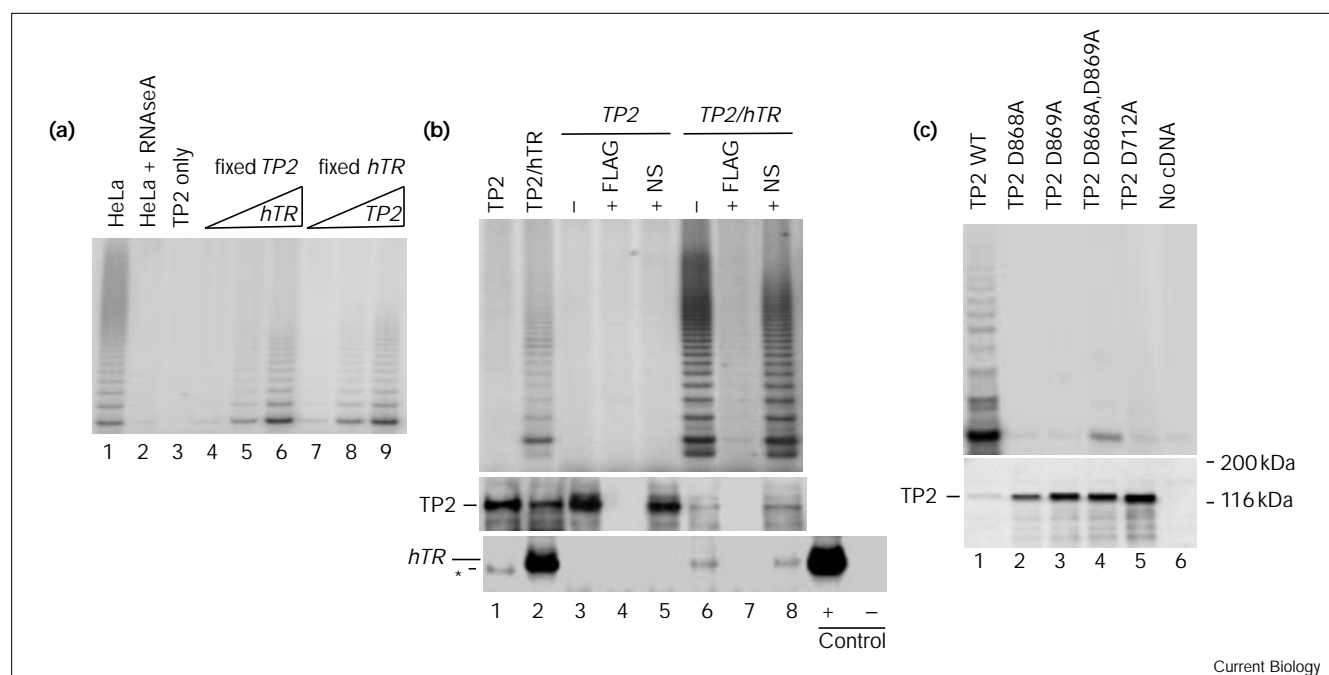 (a)
HeLa
HeLa + RNAseA
TP2 only
fixed TP2
hTR
fixed hTR
TP2
1 2 3 4 5 6 7 8 9
(b)
TP2
TP2/hTR
TP2
– + FLAG + NS
TP2/hTR
– + FLAG + NS
TP2 –
hTR
* –
1 2 3 4 5 6 7 8 + –
Control
(c)
TP2 WT
TP2 D868A
TP2 D869A
TP2 D868A,D869A
TP2 D712A
No cDNA
- 200 kDa
TP2 –
- 116 kDa
1 2 3 4 5 6
Current Biology